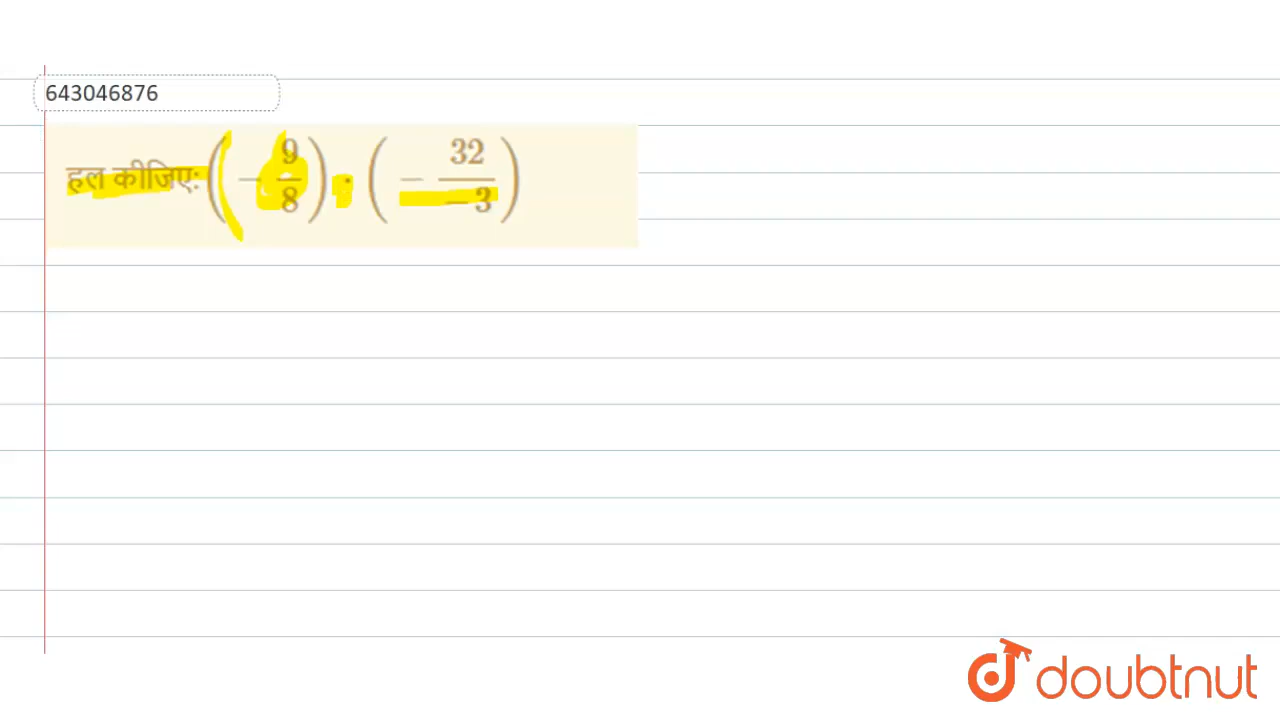 643046876
हल कीजिए: (- 9/8) · (- 32/-3)
doubtnut